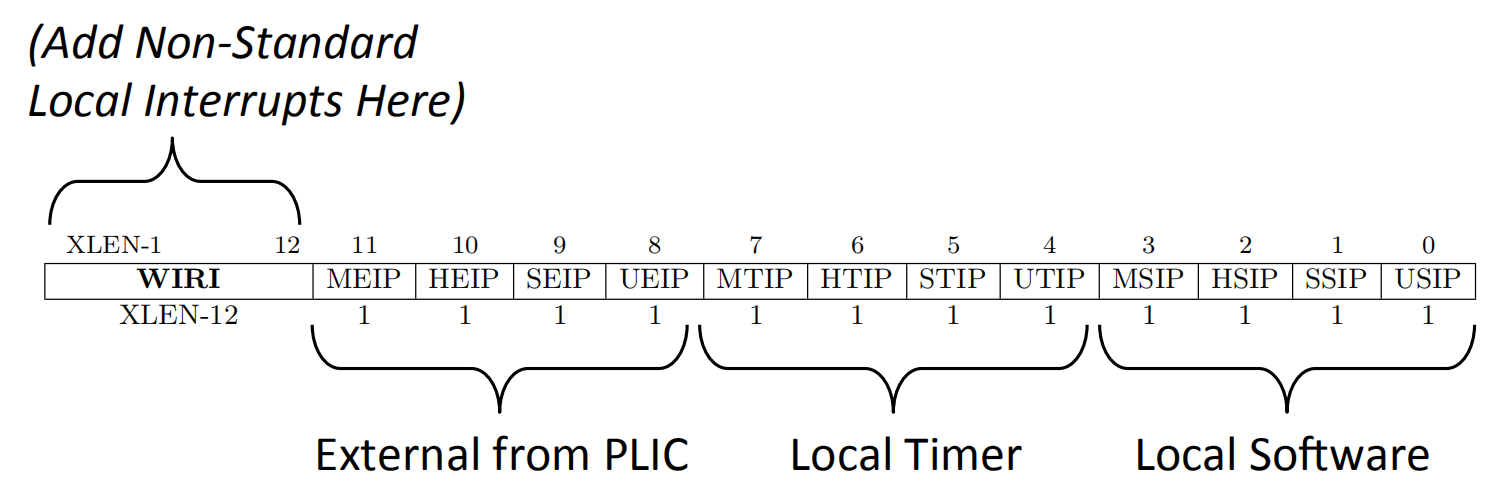 (Add Non-Standard
Local Interrupts Here)
XLEN-1 12 11 10 9 8 7 6 5 4 3 2 1 0
WIRI MEIP HEIP SEIP UEIP MTIP HTIP STIP UTIP MSIP HSIP SSIP USIP
XLEN-12 1 1 1 1 1 1 1 1 1 1 1 1
External from PLIC Local Timer Local Software